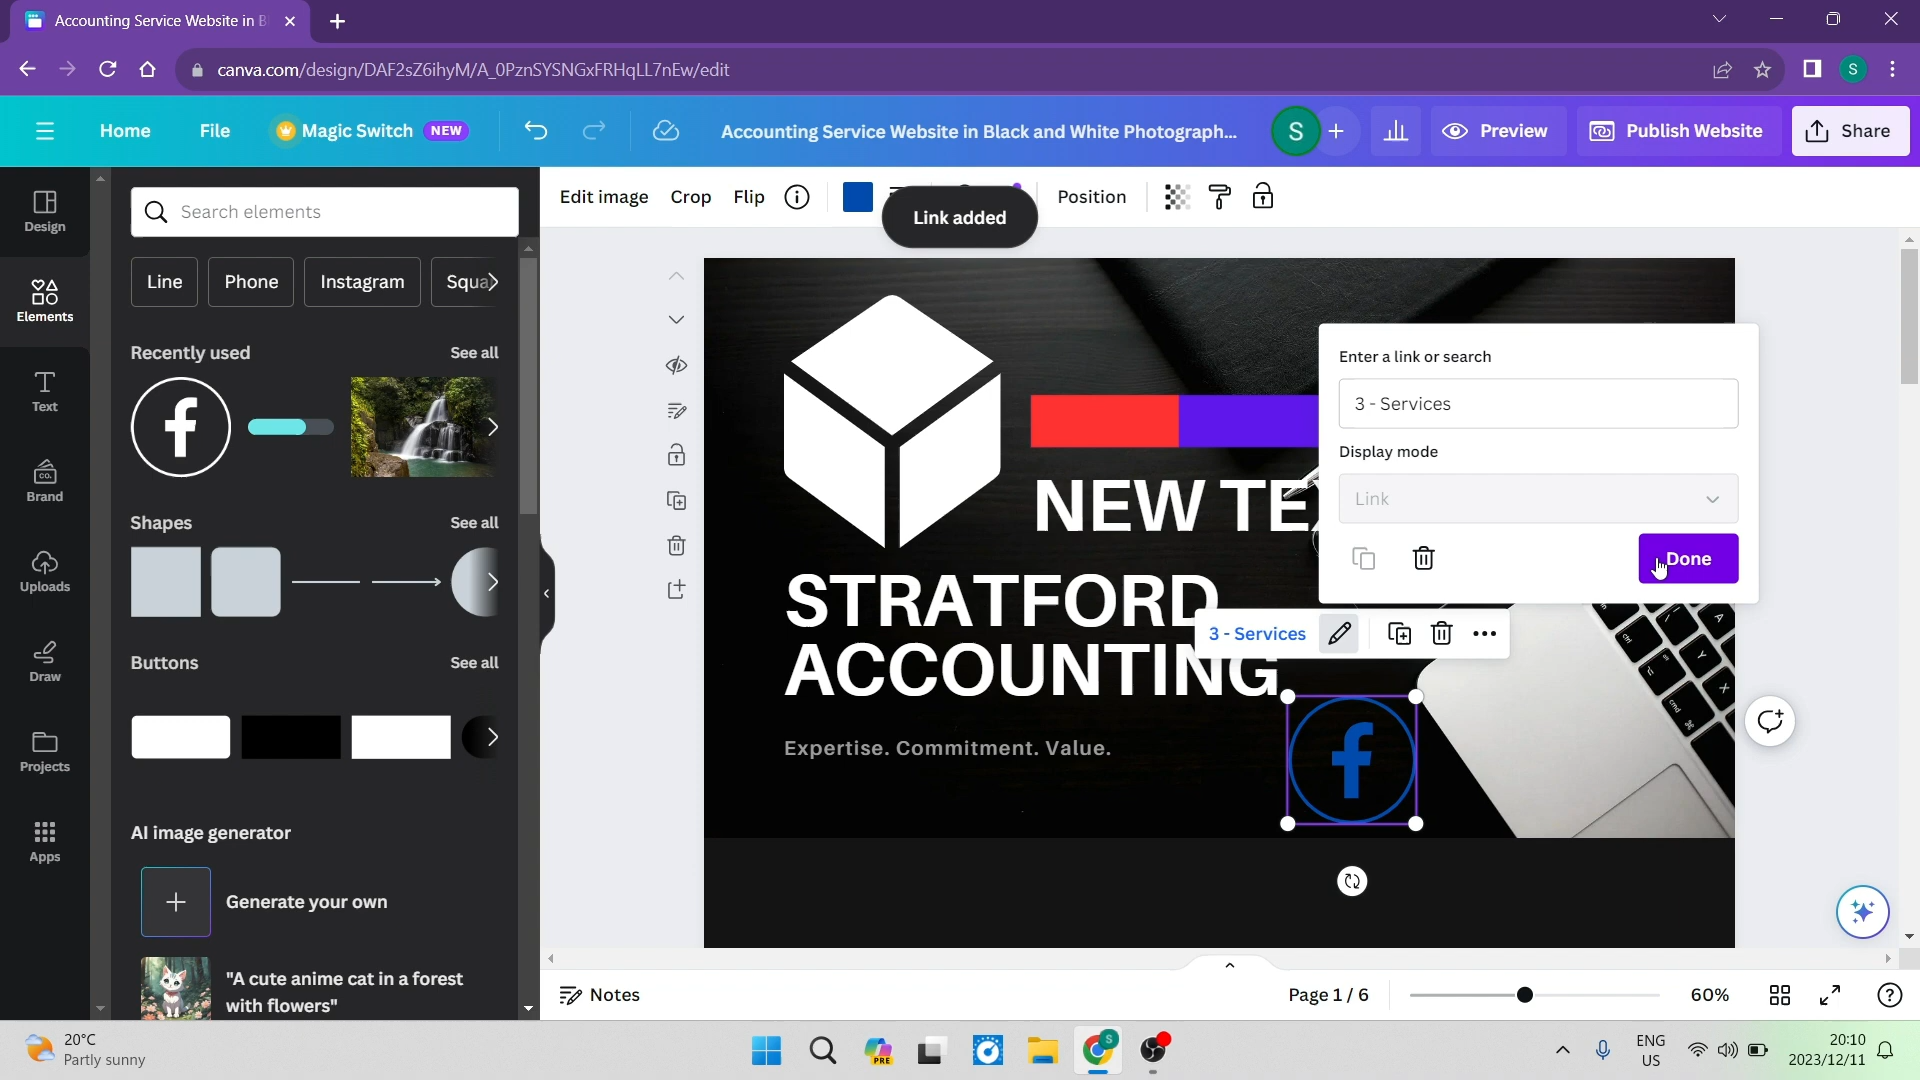 Accounting Service Website in B
canva.com/design/DAF2sZ6ihyM/A_0PznSYSNGxFRHqLL7nEw/edit
S
Home
File
Magic Switch NEW
Accounting Service Website in Black and White Photograph...
S
Preview
Publish Website
Share
Design
Elements
Text
Brand
CO.
Uploads
Draw
Projects
Apps
Search elements
Line
Phone
Instagram
Squa
Recently used
See all
Shapes
See all
Buttons
See all
AI image generator
Generate your own
"A cute anime cat in a forest
with flowers"
Edit image
Crop
Flip
Position
Link added
NEW TEX
STRATFORD
ACCOUNTING
Expertise. Commitment. Value.
Enter a link or search
3 - Services
Display mode
Link
Done
3 - Services
Notes
Page 1 / 6
60%
20°C
Partly sunny
PRE
S
ENG
US
20:10
2023/12/11